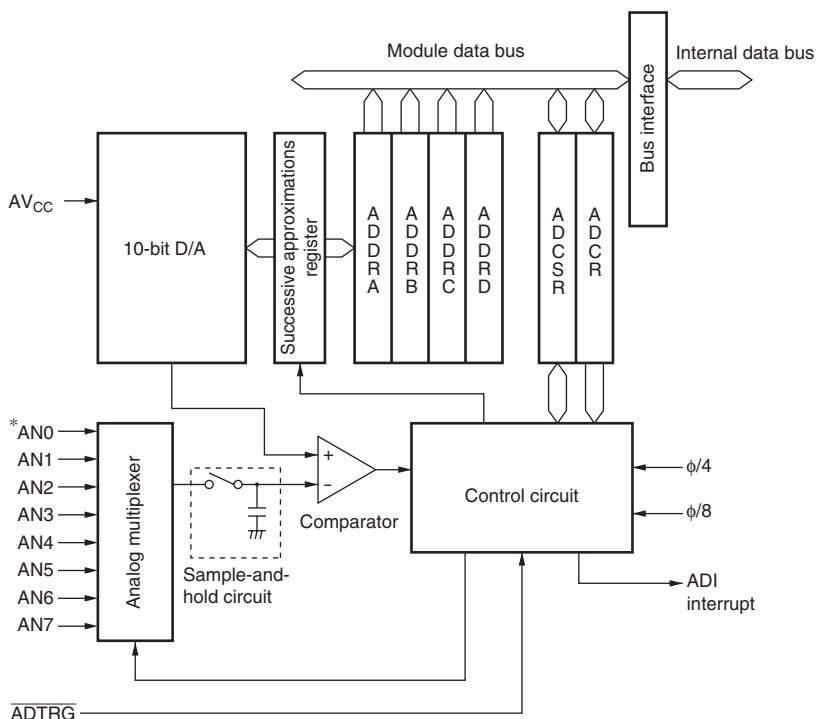 Module data bus
Internal data bus
Bus interface
AVCC
10-bit D/A
Successive approximations
register
ADDRA
ADDRB
ADDRC
ADDRD
ADCSR
ADCR
*AN0
AN1
AN2
AN3
AN4
AN5
AN6
AN7
Analog multiplexer
Sample-and-
hold circuit
+
−
Comparator
Control circuit
ϕ/4
ϕ/8
ADI
interrupt
ADTRG